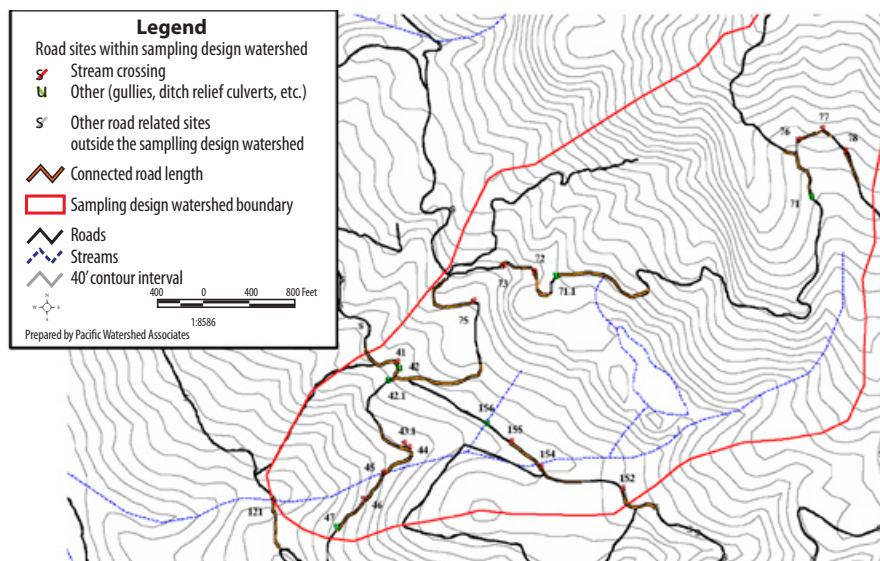 Legend
Road sites within sampling design watershed
Stream crossing
Other (gullies, ditch relief culverts, etc.)
Other road related sites
outside the samplling design watershed
Connected road length
Sampling design watershed boundary
Roads
Streams
40' contour interval
N
W E
S
400 0 400 800 Feet
1:8586
Prepared by Pacific Watershed Associates
77
76
78
71
72
73
71.1
75
41
42
42.1
156
43.1
155
44
154
45
152
46
121
47